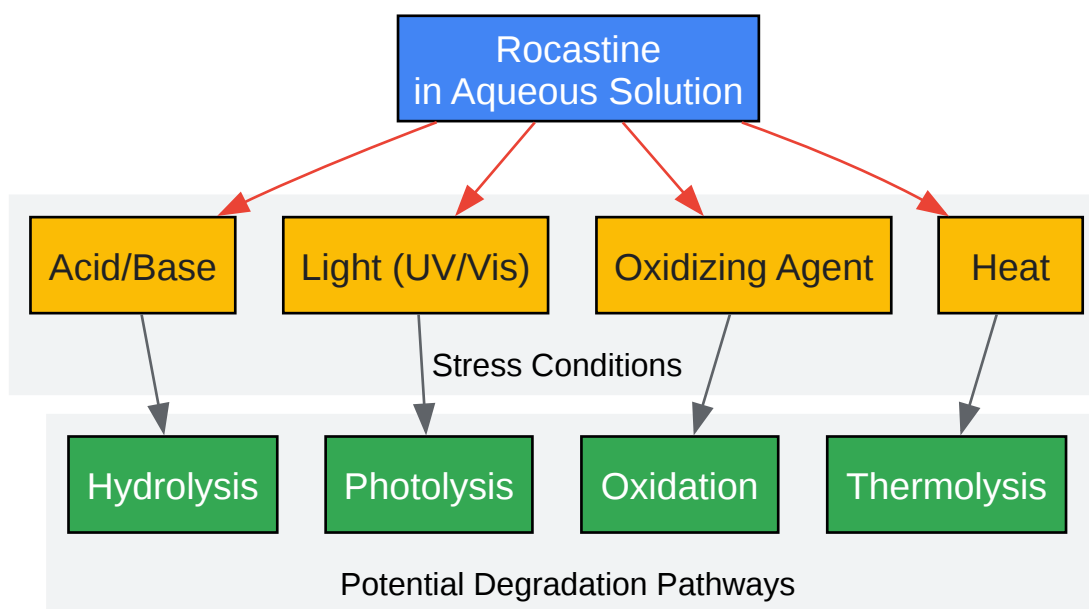 Rocastine
in Aqueous Solution
Acid/Base
Light (UV/Vis)
Oxidizing Agent
Heat
Stress Conditions
Hydrolysis
Photolysis
Oxidation
Thermolysis
Potential Degradation Pathways